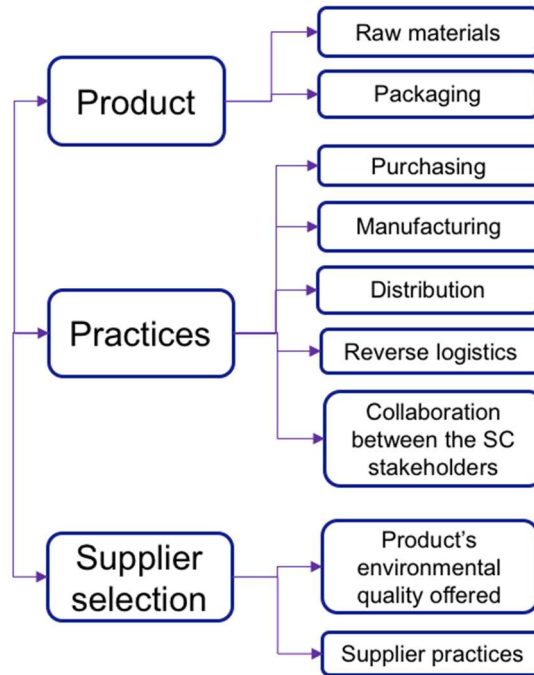 Product
Raw materials
Packaging
Practices
Purchasing
Manufacturing
Distribution
Reverse logistics
Collaboration
between the SC
stakeholders
Supplier
selection
Product’s
environmental
quality offered
Supplier practices